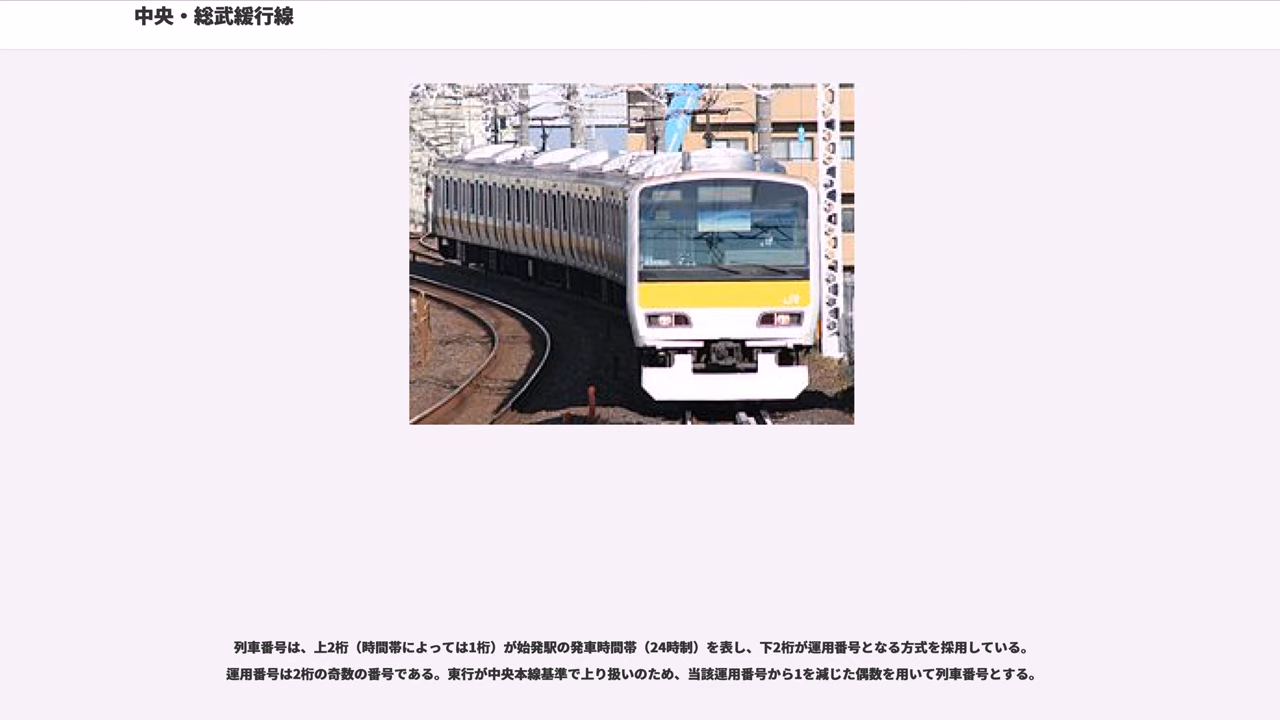 中央・総武緩行線
JR
列車番号は、上2桁（時間帯によっては1桁）が始発駅の発車時間帯（24時制）を表し、下2桁が運用番号となる方式を採用している。
運用番号は2桁の奇数の番号である。東行が中央本線基準で上り扱いのため、当該運用番号から1を減じた偶数を用いて列車番号とする。